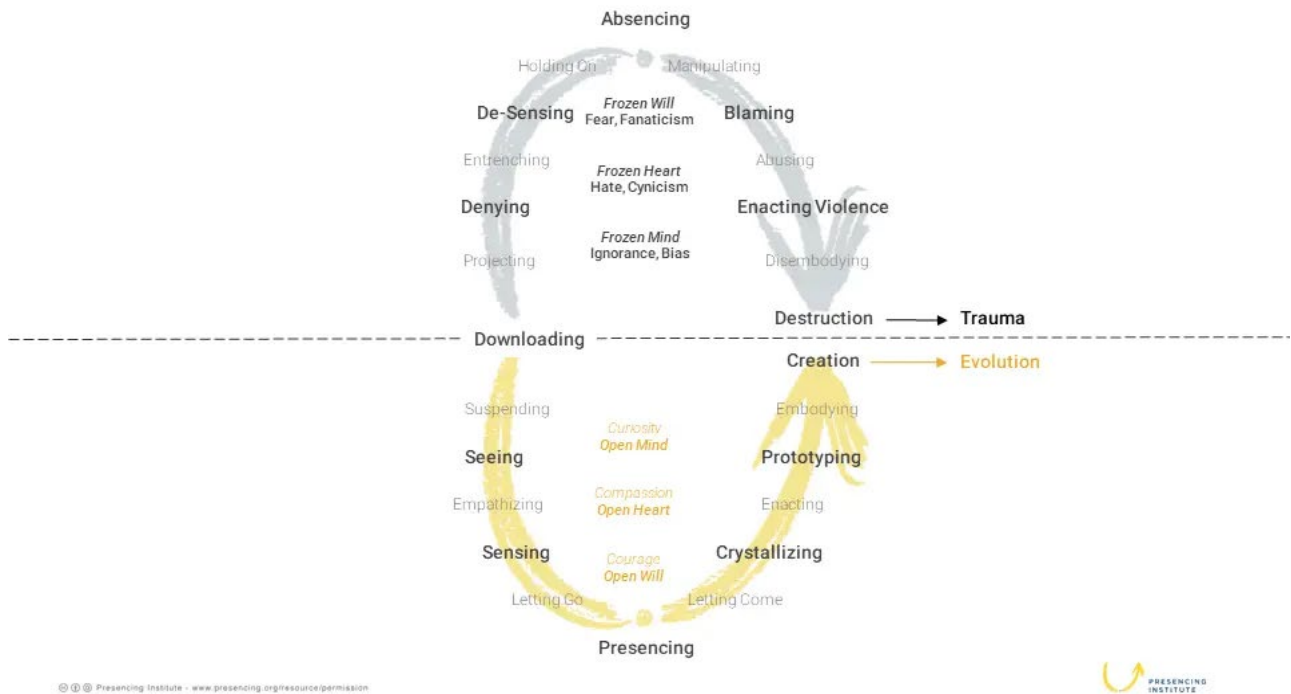 Absencing
Holding On
Manipulating
De-Sensing
Frozen Will
Fear, Fanaticism
Blaming
Entrenching
Frozen Heart
Hate, Cynicism
Abusing
Denying
Enacting Violence
Frozen Mind
Ignorance, Bias
Projecting
Disembodying
Destruction
Trauma
Downloading
Creation
Evolution
Suspending
Embodying
Curiosity
Open Mind
Seeing
Prototyping
Compassion
Open Heart
Empathizing
Enacting
Sensing
Courage
Open Will
Crystallizing
Letting Go
Letting Come
Presencing
Presencing Institute - www.presencing.org/resource/permission
PRESENCING
INSTITUTE